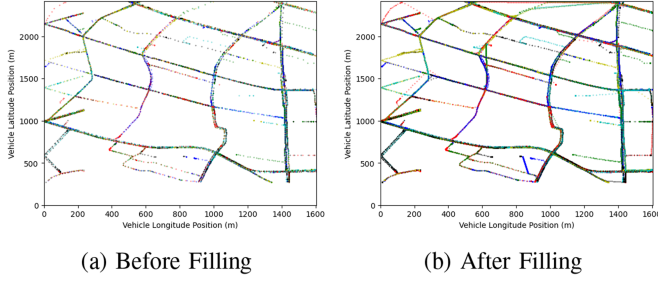 2000
1500
1000
500
0
Vehicle Latitude Position (m)
0 200 400 600 800 1000 1200 1400 1600
Vehicle Longitude Position (m)
(a) Before Filling
2000
1500
1000
500
0
Vehicle Latitude Position (m)
0 200 400 600 800 1000 1200 1400 1600
Vehicle Longitude Position (m)
(b) After Filling